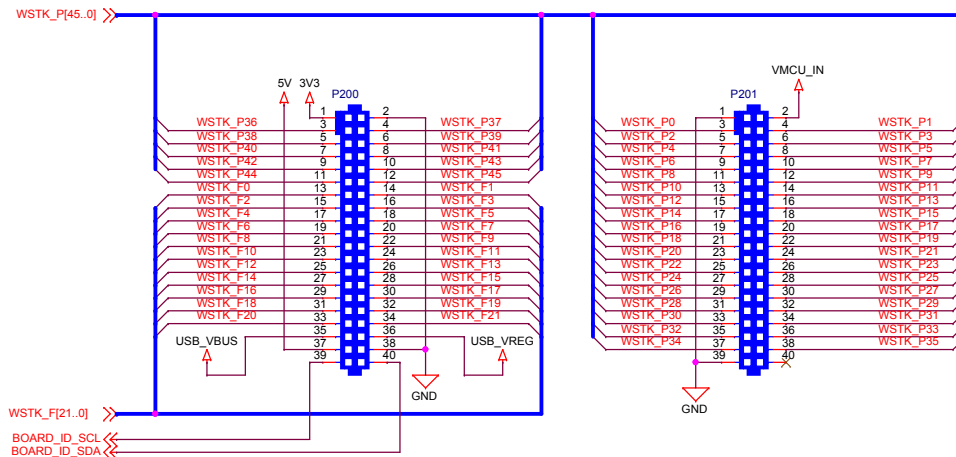 WSTK_P[45..0]
5V 3V3 VMCU_IN
P200 P201
1 2 1 2
WSTK_P36 3 4 WSTK_P37 WSTK_P0 3 4 WSTK_P1
WSTK_P38 5 6 WSTK_P39 WSTK_P2 5 6 WSTK_P3
WSTK_P40 7 8 WSTK_P41 WSTK_P4 7 8 WSTK_P5
WSTK_P42 9 10 WSTK_P43 WSTK_P6 9 10 WSTK_P7
WSTK_P44 11 12 WSTK_P45 WSTK_P8 11 12 WSTK_P9
WSTK_F0 13 14 WSTK_F1 WSTK_P10 13 14 WSTK_P11
WSTK_F2 15 16 WSTK_F3 WSTK_P12 15 16 WSTK_P13
WSTK_F4 17 18 WSTK_F5 WSTK_P14 17 18 WSTK_P15
WSTK_F6 19 20 WSTK_F7 WSTK_P16 19 20 WSTK_P17
WSTK_F8 21 22 WSTK_F9 WSTK_P18 21 22 WSTK_P19
WSTK_F10 23 24 WSTK_F11 WSTK_P20 23 24 WSTK_P21
WSTK_F12 25 26 WSTK_F13 WSTK_P22 25 26 WSTK_P23
WSTK_F14 27 28 WSTK_F15 WSTK_P24 27 28 WSTK_P25
WSTK_F16 29 30 WSTK_F17 WSTK_P26 29 30 WSTK_P27
WSTK_F18 31 32 WSTK_F19 WSTK_P28 31 32 WSTK_P29
WSTK_F20 33 34 WSTK_F21 WSTK_P30 33 34 WSTK_P31
35 36 WSTK_P32 35 36 WSTK_P33
USB_VBUS 37 38 USB_VREG WSTK_P34 37 38 WSTK_P35
39 40 39 40
GND GND
WSTK_F[21..0]
BOARD_ID_SCL
BOARD_ID_SDA